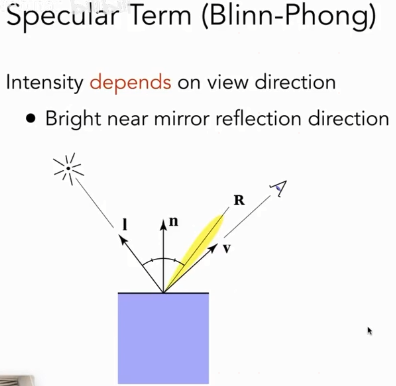 Specular Term (Blinn-Phong)
Intensity depends on view direction
• Bright near mirror reflection direction
R
l
n
v